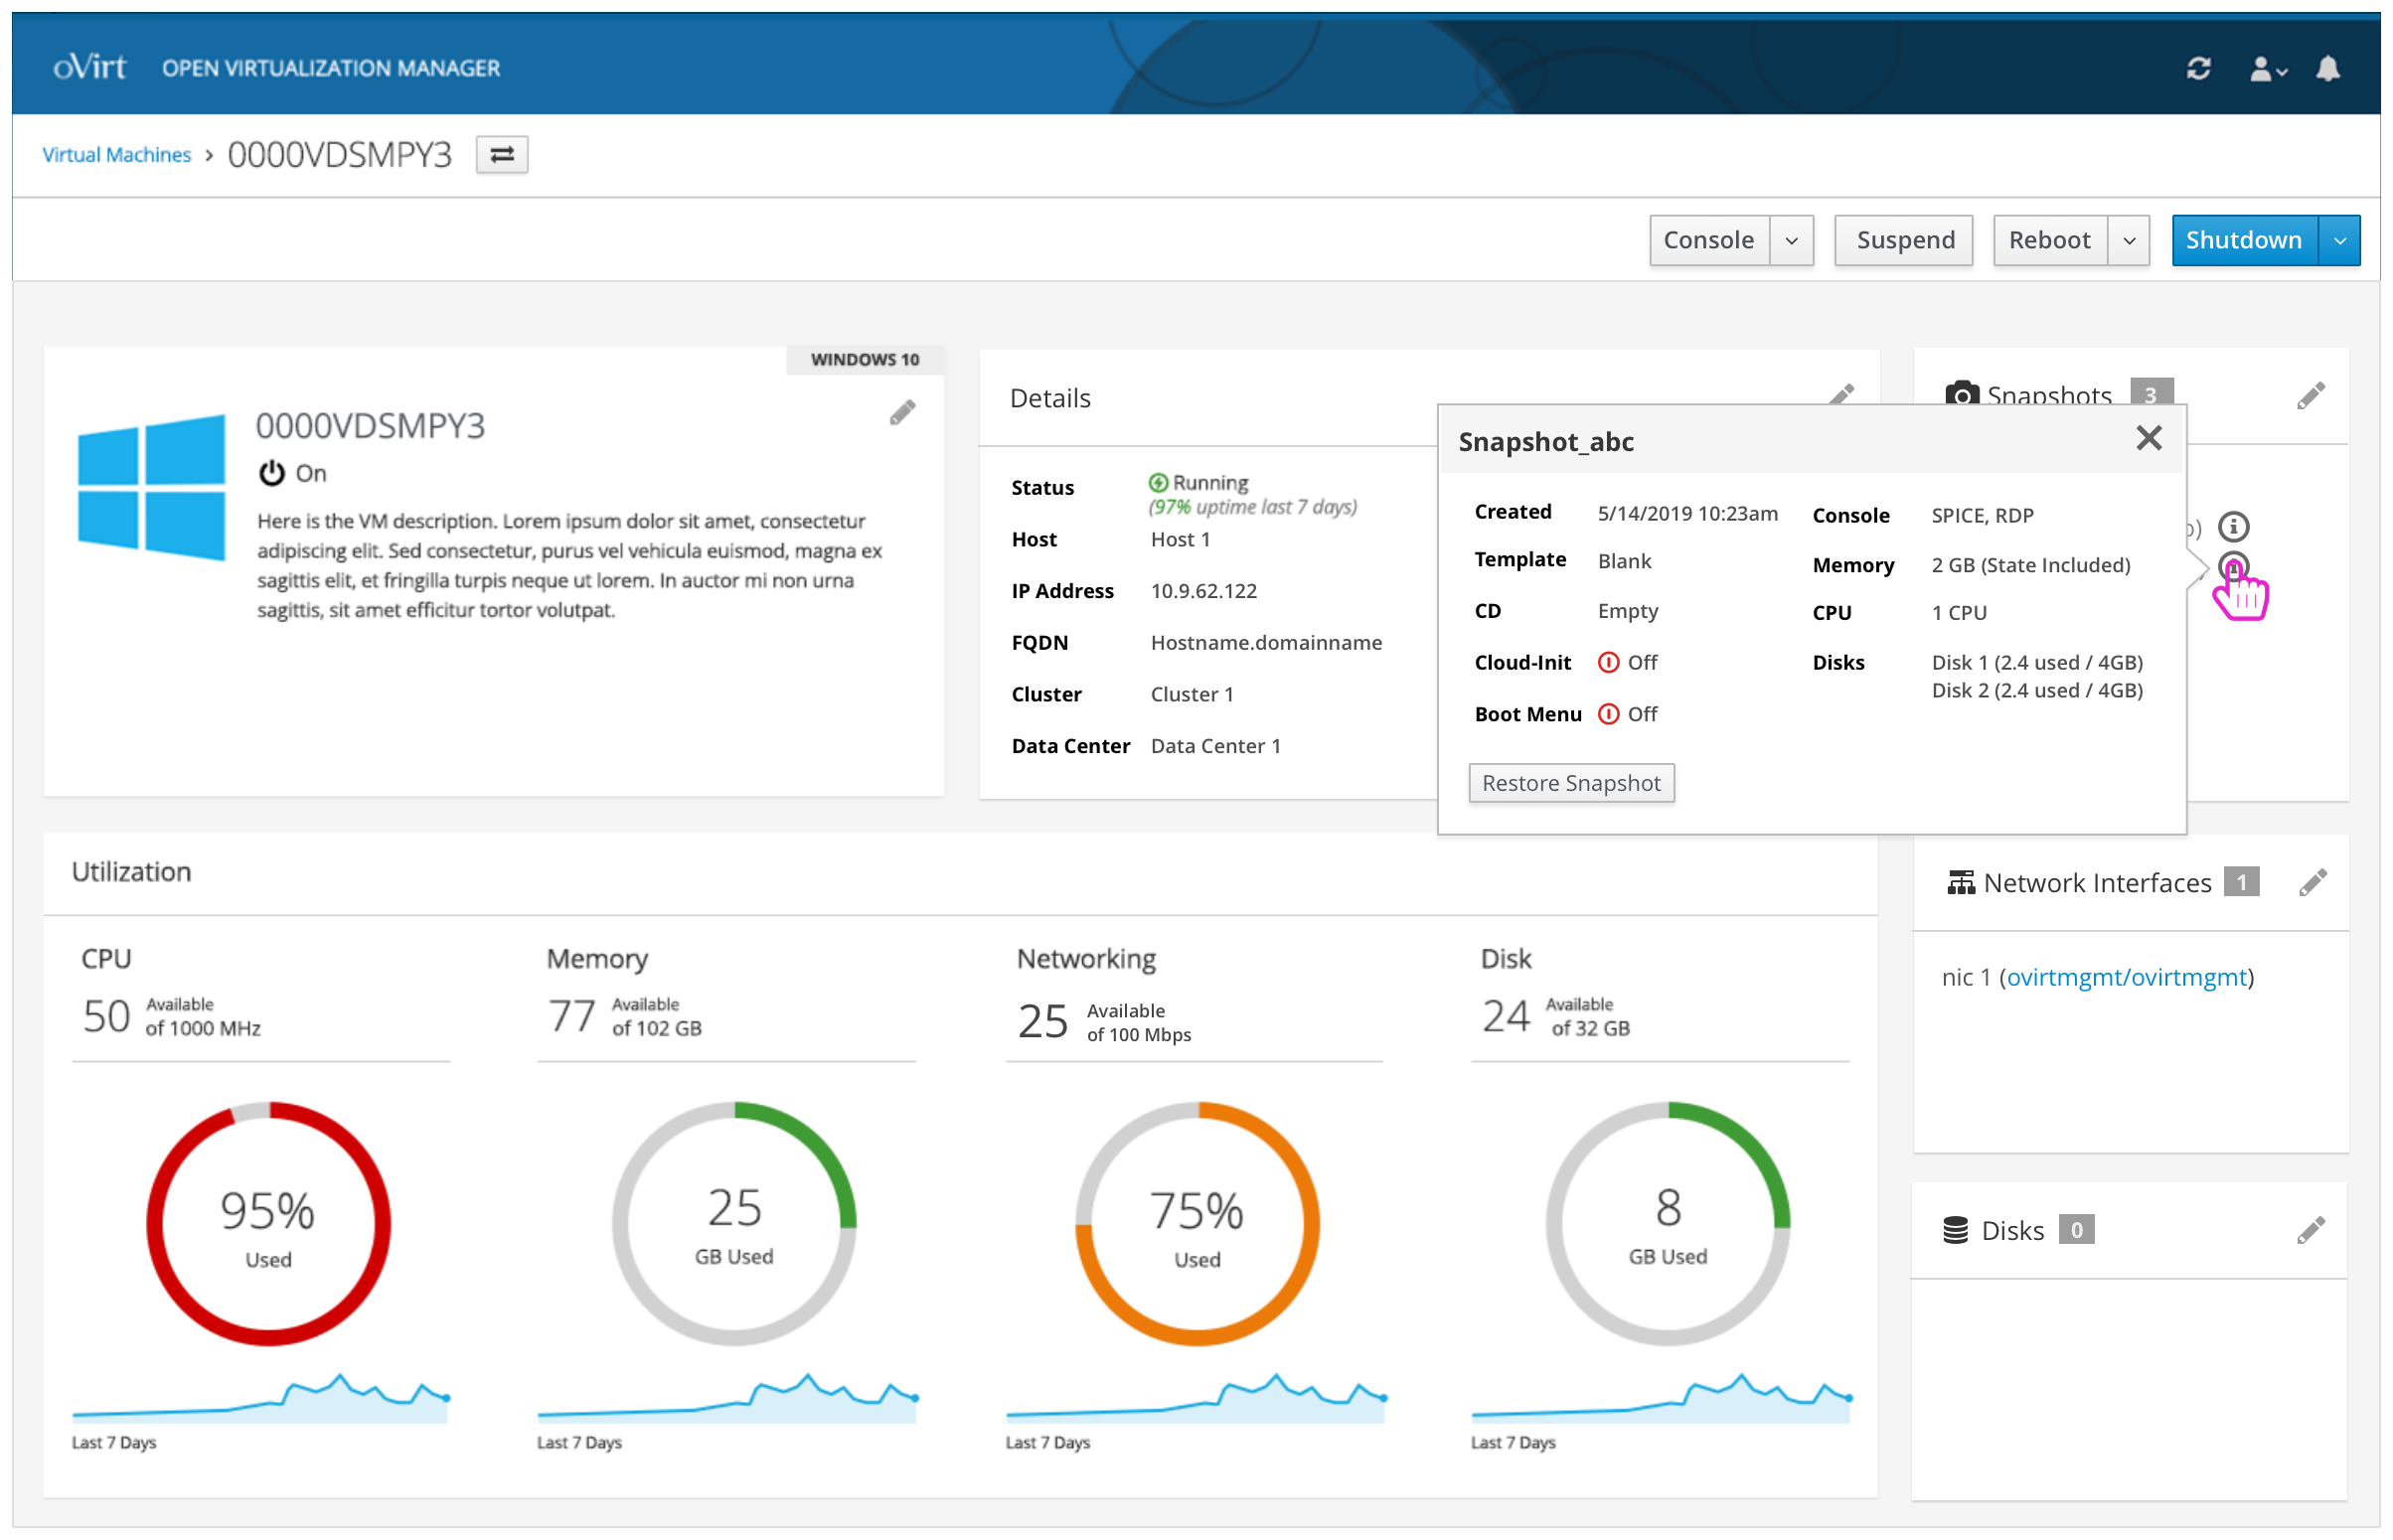 oVirt OPEN VIRTUALIZATION MANAGER
Virtual Machines › 0000VDSMPY3
Console Suspend Reboot Shutdown
WINDOWS 10
0000VDSMPY3
On
Here is the VM description. Lorem ipsum dolor sit amet, consectetur
adipiscing elit. Sed consectetur, purus vel vehicula euismod, magna ex
sagittis elit, et fringilla turpis neque ut lorem. In auctor mi non urna
sagittis, sit amet efficitur tortor volutpat.
Details
Status Running
(97% uptime last 7 days)
Host Host 1
IP Address 10.9.62.122
FQDN Hostname.domainname
Cluster Cluster 1
Data Center Data Center 1
Snapshots 3
Snapshot_abc
Created 5/14/2019 10:23am
Template Blank
CD Empty
Cloud-Init Off
Boot Menu Off
Console SPICE, RDP
Memory 2 GB (State Included)
CPU 1 CPU
Disks Disk 1 (2.4 used / 4GB)
Disk 2 (2.4 used / 4GB)
Restore Snapshot
Utilization
CPU
50 Available
of 1000 MHz
95%
Used
Last 7 Days
Memory
77 Available
of 102 GB
25
GB Used
Last 7 Days
Networking
25 Available
of 100 Mbps
75%
Used
Last 7 Days
Disk
24 Available
of 32 GB
8
GB Used
Last 7 Days
Network Interfaces 1
nic 1 (ovirtmgmt/ovirtmgmt)
Disks 0